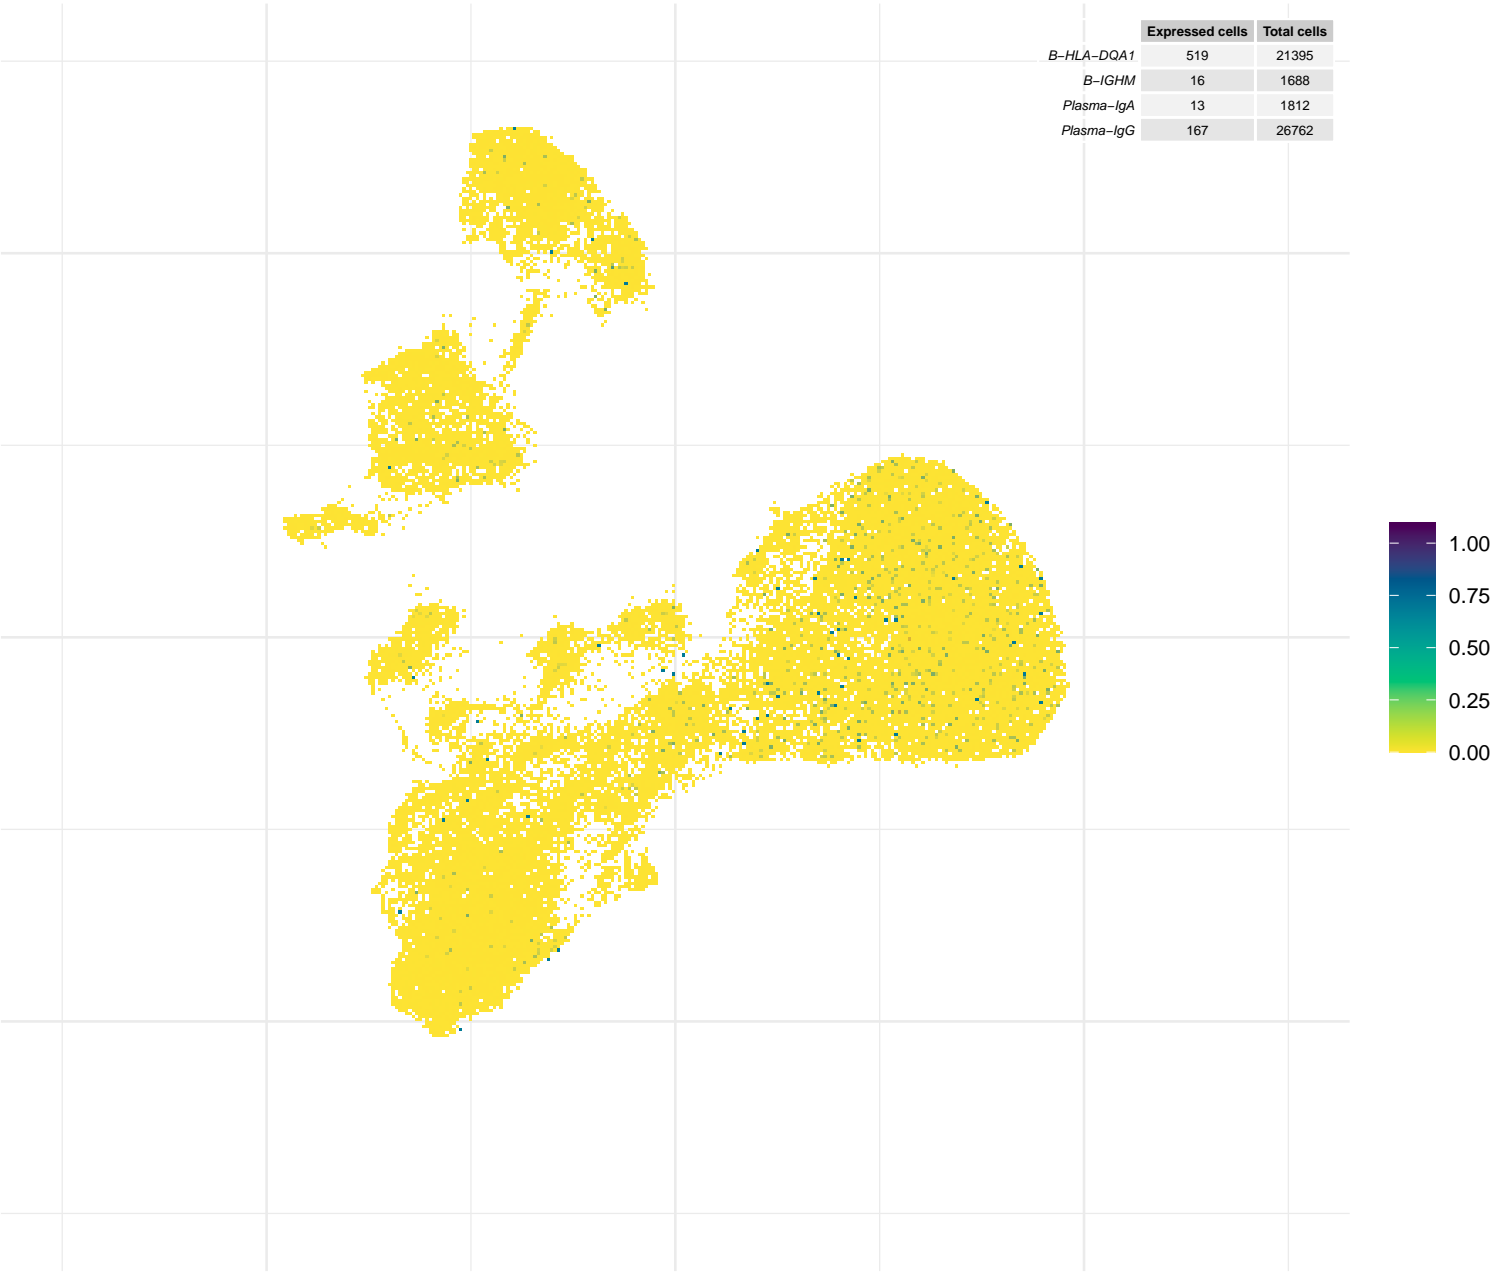 Expressed cells Total cells
B−HLA−DQA1 519 21395
B−IGHM 16 1688
Plasma−IgA 13 1812
Plasma−IgG 167 26762
1.00
0.75
0.50
0.25
0.00